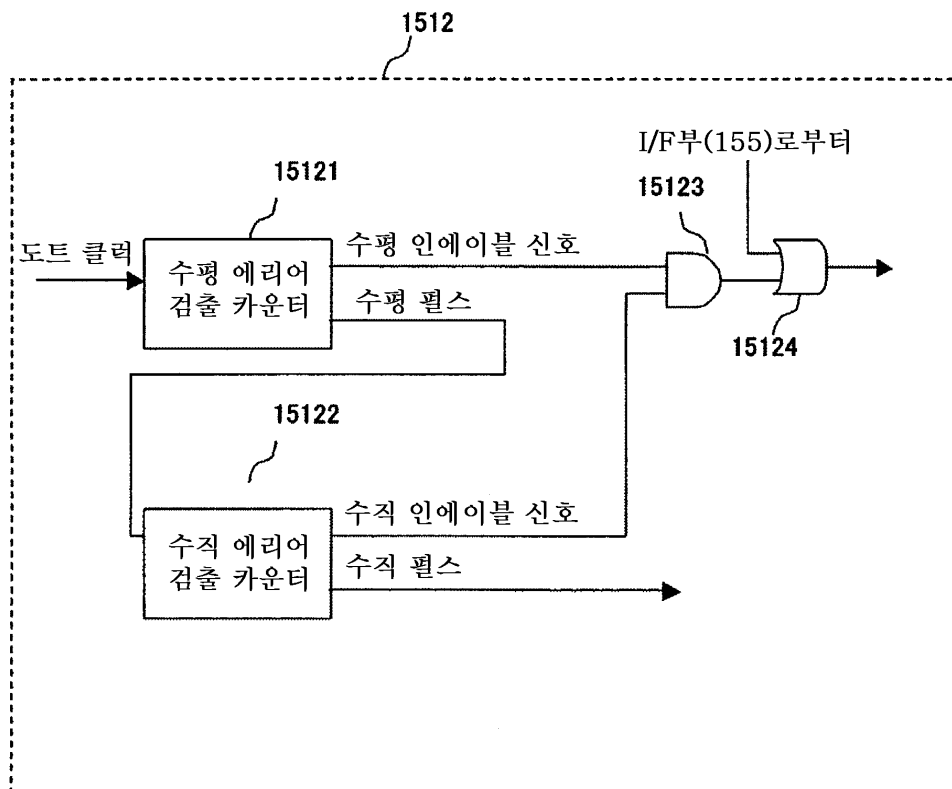 1512
I/F부(155)로부터
15121
15123
도트 클럭
수평 에리어
검출 카운터
수평 인에이블 신호
수평 펄스
15124
15122
수직 에리어
검출 카운터
수직 인에이블 신호
수직 펄스